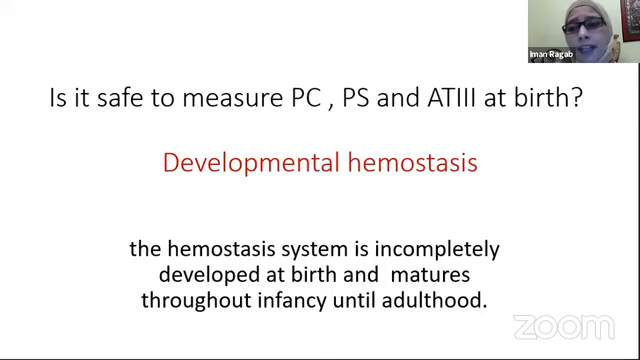 Iman Ragab
Is it safe to measure PC , PS and ATIII at birth?
Developmental hemostasis
the hemostasis system is incompletely
developed at birth and matures
throughout infancy until adulthood.
zoom